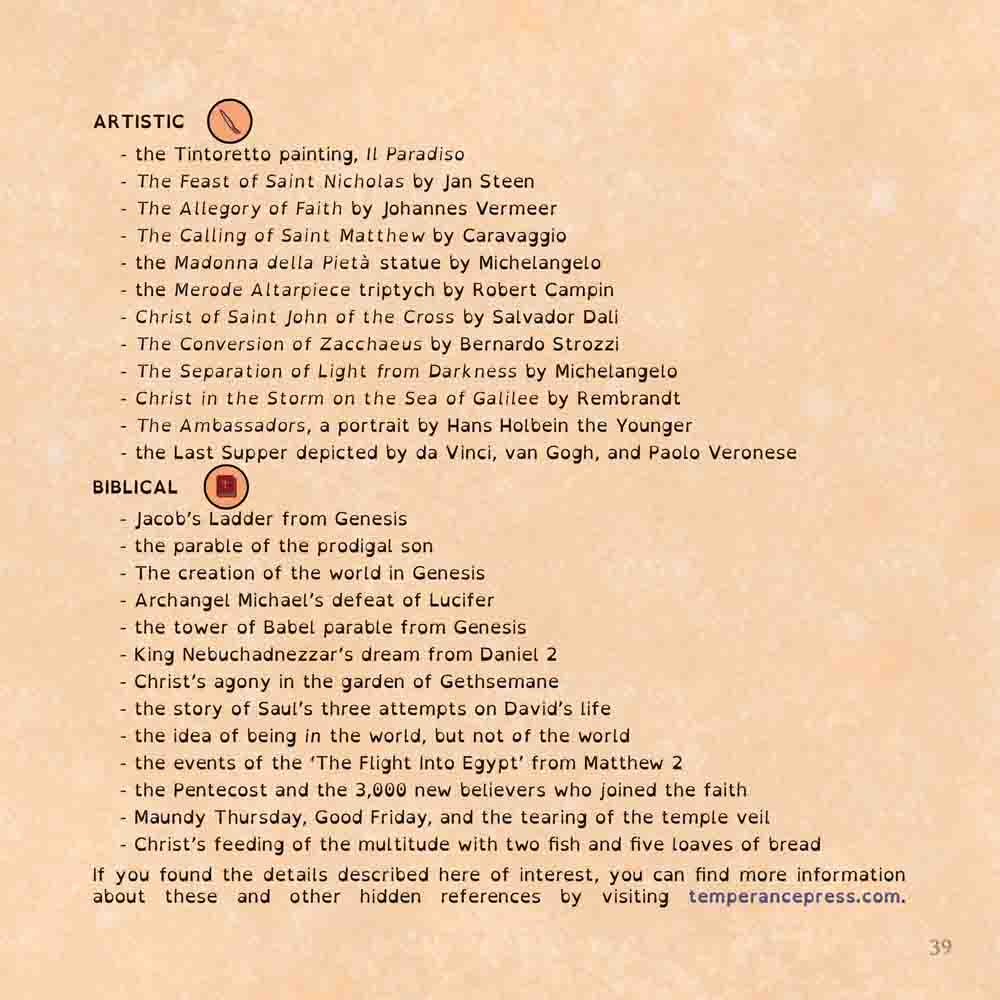 ARTISTIC
- the Tintoretto painting, Il Paradiso
- The Feast of Saint Nicholas by Jan Steen
- The Allegory of Faith by Johannes Vermeer
- The Calling of Saint Matthew by Caravaggio
- the Madonna della Pietà statue by Michelangelo
- the Merode Altarpiece triptych by Robert Campin
- Christ of Saint John of the Cross by Salvador Dali
- The Conversion of Zacchaeus by Bernardo Strozzi
- The Separation of Light from Darkness by Michelangelo
- Christ in the Storm on the Sea of Galilee by Rembrandt
- The Ambassadors, a portrait by Hans Holbein the Younger
- the Last Supper depicted by da Vinci, van Gogh, and Paolo Veronese
BIBLICAL
- Jacob's Ladder from Genesis
- the parable of the prodigal son
- The creation of the world in Genesis
- Archangel Michael's defeat of Lucifer
- the tower of Babel parable from Genesis
- King Nebuchadnezzar's dream from Daniel 2
- Christ's agony in the garden of Gethsemane
- the story of Saul's three attempts on David's life
- the idea of being in the world, but not of the world
- the events of the ‘The Flight Into Egypt’ from Matthew 2
- the Pentecost and the 3,000 new believers who joined the faith
- Maundy Thursday, Good Friday, and the tearing of the temple veil
- Christ's feeding of the multitude with two fish and five loaves of bread
If you found the details described here of interest, you can find more information
about these and other hidden references by visiting temperancepress.com.
39